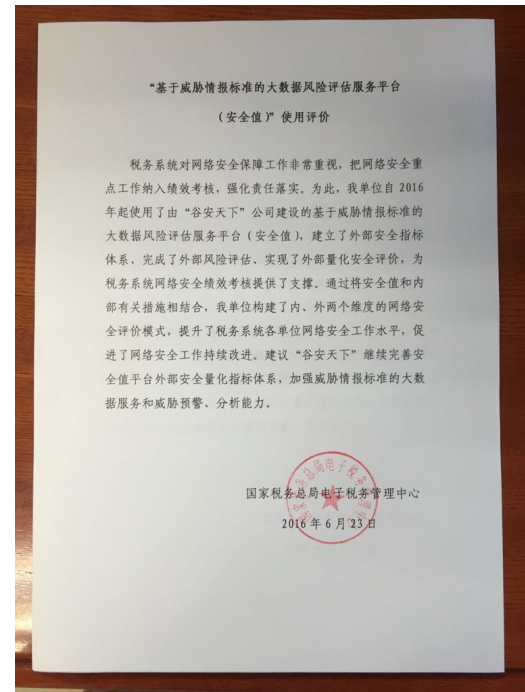 “基于威胁情报标准的大数据风险评估服务平台
（安全值）”使用评价
税务系统对网络安全保障工作非常重视，把网络安全重
点工作纳入绩效考核，强化责任落实。为此，我单位自 2016
年起使用了由“谷安天下”公司建设的基于威胁情报标准的
大数据风险评估服务平台（安全值），建立了外部安全指标
体系、完成了外部风险评估、实现了外部量化安全评价，为
税务系统网络安全绩效考核提供了支撑。通过将安全值和内
部有关措施相结合，我单位构建了内、外两个维度的网络安
全评价模式，提升了税务系统各单位网络安全工作水平，促
进了网络安全工作持续改进。建议“谷安天下”继续完善安
全值平台外部安全量化指标体系，加强威胁情报标准的大数
据服务和威胁预警、分析能力。
国家税务总局电子税务管理中心
国家税务总局电子税务管理中心
2016 年 6 月 23 日